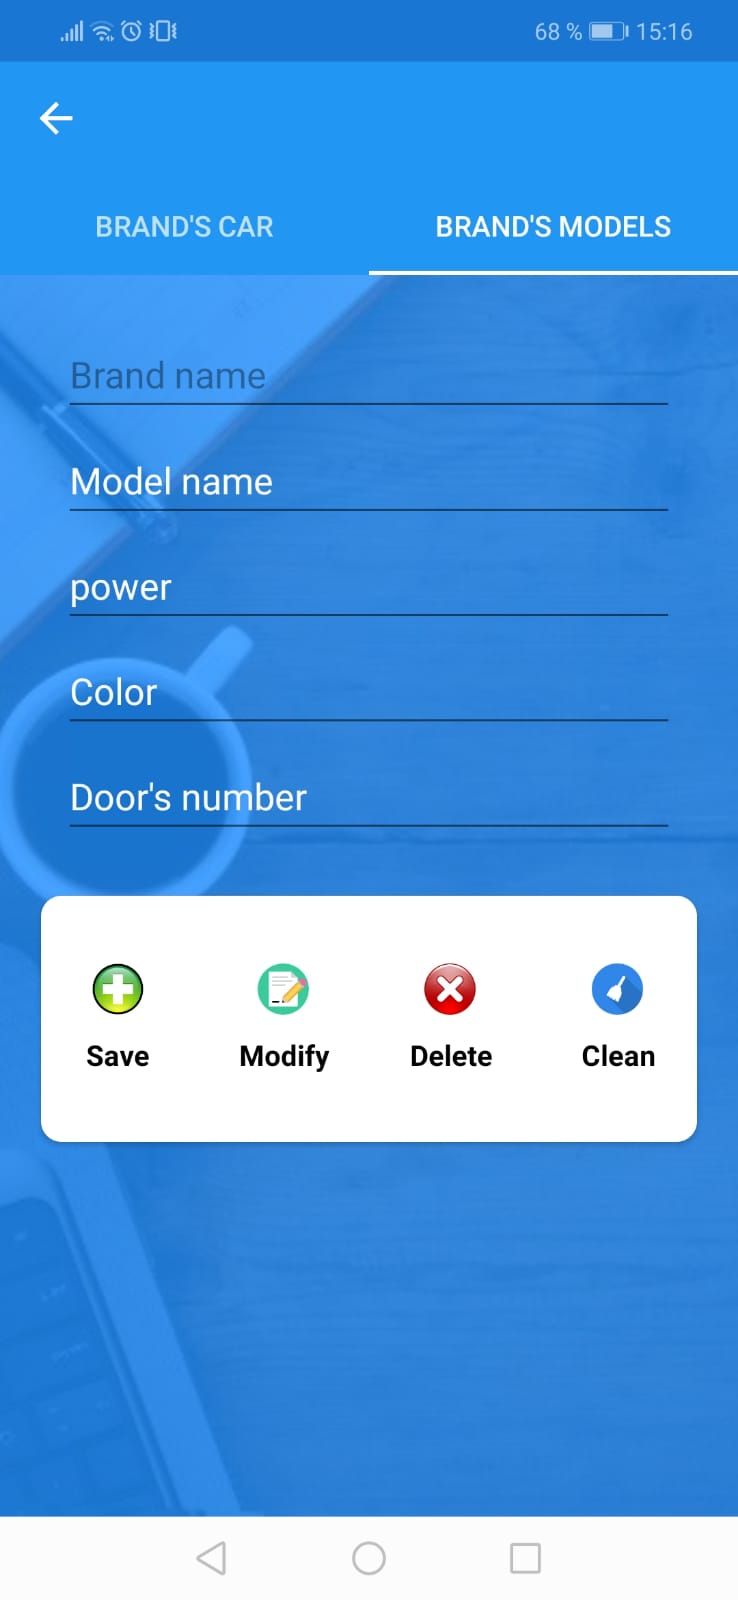 68 % 15:16
BRAND'S CAR BRAND'S MODELS
Brand name
Model name
power
Color
Door's number
Save Modify Delete Clean